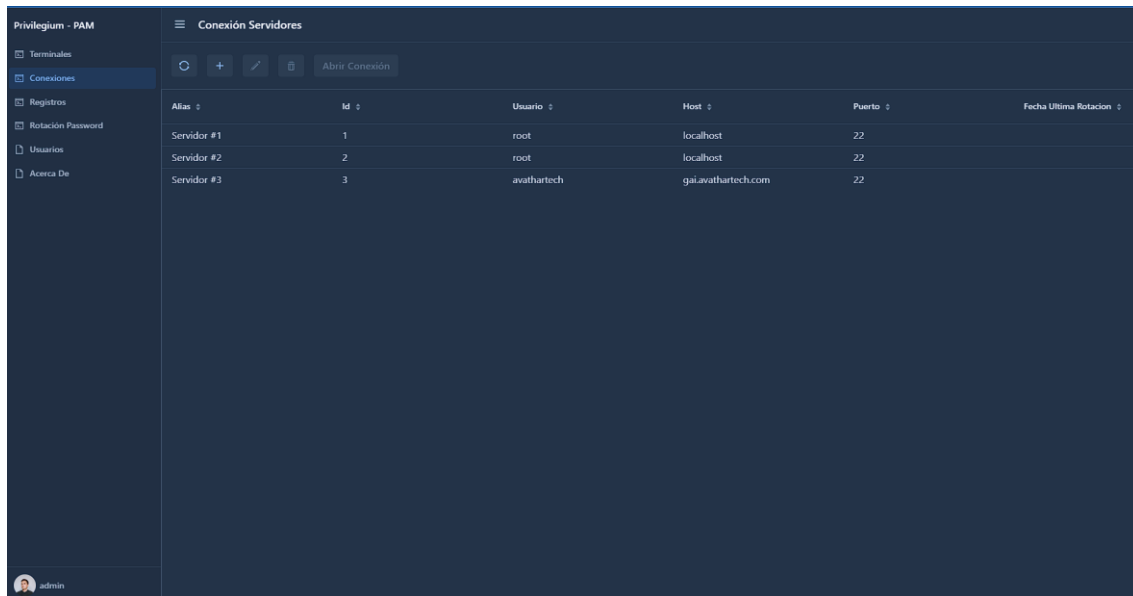 Privilegium - PAM
Terminales
Conexiones
Registros
Rotación Password
Usuarios
Acerca De
admin
Conexión Servidores
Abrir Conexión
Alias Id Usuario Host Puerto Fecha Ultima Rotacion
Servidor #1 1 root localhost 22
Servidor #2 2 root localhost 22
Servidor #3 3 avathartech gai.avathartech.com 22